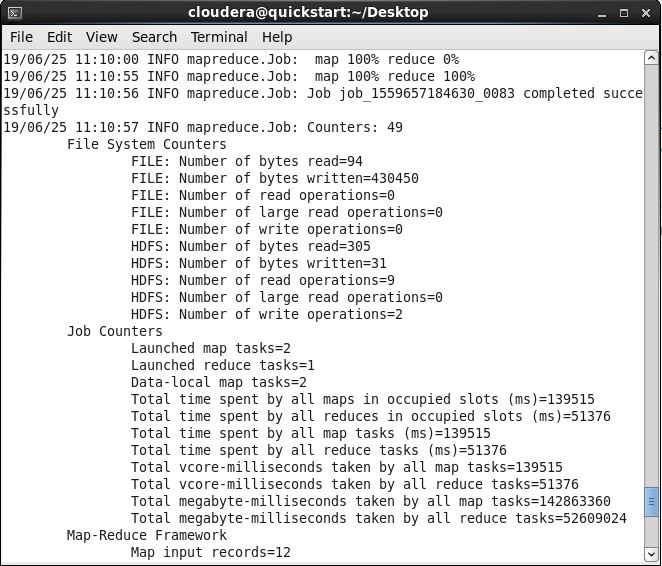 cloudera@quickstart:~/Desktop
File Edit View Search Terminal Help
19/06/25 11:10:00 INFO mapreduce.Job:  map 100% reduce 0%
19/06/25 11:10:55 INFO mapreduce.Job:  map 100% reduce 100%
19/06/25 11:10:56 INFO mapreduce.Job: Job job_1559657184630_0083 completed succe
ssfully
19/06/25 11:10:57 INFO mapreduce.Job: Counters: 49
File System Counters
FILE: Number of bytes read=94
FILE: Number of bytes written=430450
FILE: Number of read operations=0
FILE: Number of large read operations=0
FILE: Number of write operations=0
HDFS: Number of bytes read=305
HDFS: Number of bytes written=31
HDFS: Number of read operations=9
HDFS: Number of large read operations=0
HDFS: Number of write operations=2
Job Counters
Launched map tasks=2
Launched reduce tasks=1
Data-local map tasks=2
Total time spent by all maps in occupied slots (ms)=139515
Total time spent by all reduces in occupied slots (ms)=51376
Total time spent by all map tasks (ms)=139515
Total time spent by all reduce tasks (ms)=51376
Total vcore-milliseconds taken by all map tasks=139515
Total vcore-milliseconds taken by all reduce tasks=51376
Total megabyte-milliseconds taken by all map tasks=142863360
Total megabyte-milliseconds taken by all reduce tasks=52609024
Map-Reduce Framework
Map input records=12